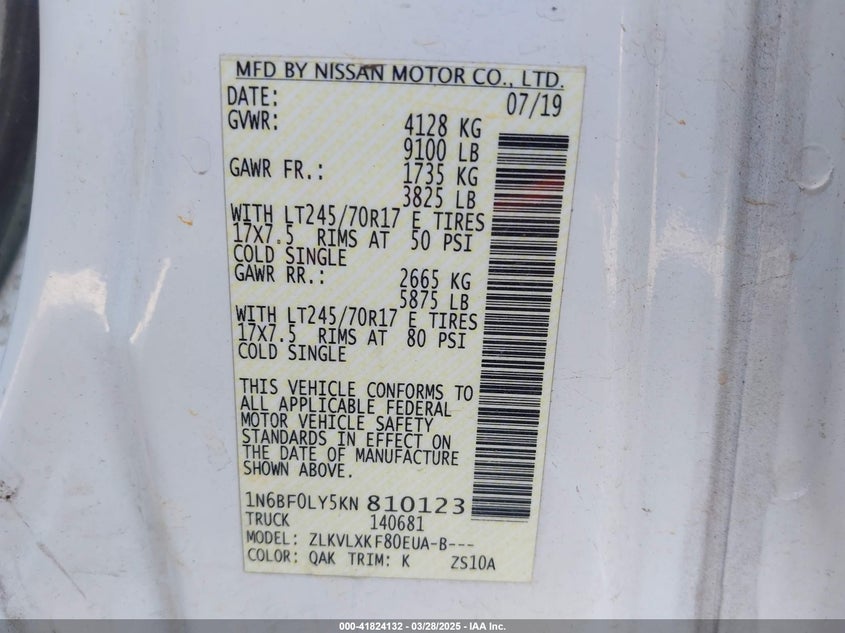 MFD BY NISSAN MOTOR CO., LTD.
DATE: 07/19
GVWR: 4128 KG
9100 LB
GAWR FR.: 1735 KG
3825 LB
WITH LT245/70R17 E TIRES
17X7.5 RIMS AT 50 PSI
COLD SINGLE
GAWR RR.: 2665 KG
5875 LB
WITH LT245/70R17 E TIRES
17X7.5 RIMS AT 80 PSI
COLD SINGLE
THIS VEHICLE CONFORMS TO
ALL APPLICABLE FEDERAL
MOTOR VEHICLE SAFETY
STANDARDS IN EFFECT ON
THE DATE OF MANUFACTURE
SHOWN ABOVE.
1N6BF0LY5KN 810123
TRUCK 140681
MODEL: ZLKVLXKF80EUA-B---
COLOR: QAK TRIM: K ZS10A
000-41824132 - 03/28/2025 - IAA Inc.